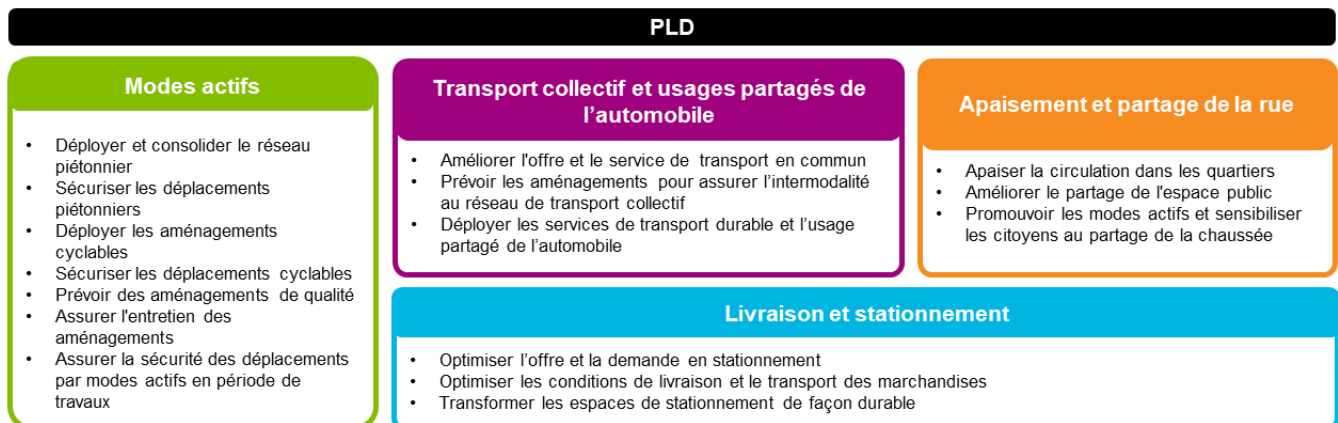 PLD
Modes actifs
• Déployer et consolider le réseau
piétonnier
• Sécuriser les déplacements
piétonniers
• Déployer les aménagements
cyclables
• Sécuriser les déplacements cyclables
• Prévoir des aménagements de qualité
• Assurer l'entretien des
aménagements
• Assurer la sécurité des déplacements
par modes actifs en période de
travaux
Transport collectif et usages partagés de
l’automobile
• Améliorer l'offre et le service de transport en commun
• Prévoir les aménagements pour assurer l’intermodalité
au réseau de transport collectif
• Déployer les services de transport durable et l’usage
partagé de l’automobile
Apaisement et partage de la rue
• Apaiser la circulation dans les quartiers
• Améliorer le partage de l'espace public
• Promouvoir les modes actifs et sensibiliser
les citoyens au partage de la chaussée
Livraison et stationnement
• Optimiser l’offre et la demande en stationnement
• Optimiser les conditions de livraison et le transport des marchandises
• Transformer les espaces de stationnement de façon durable